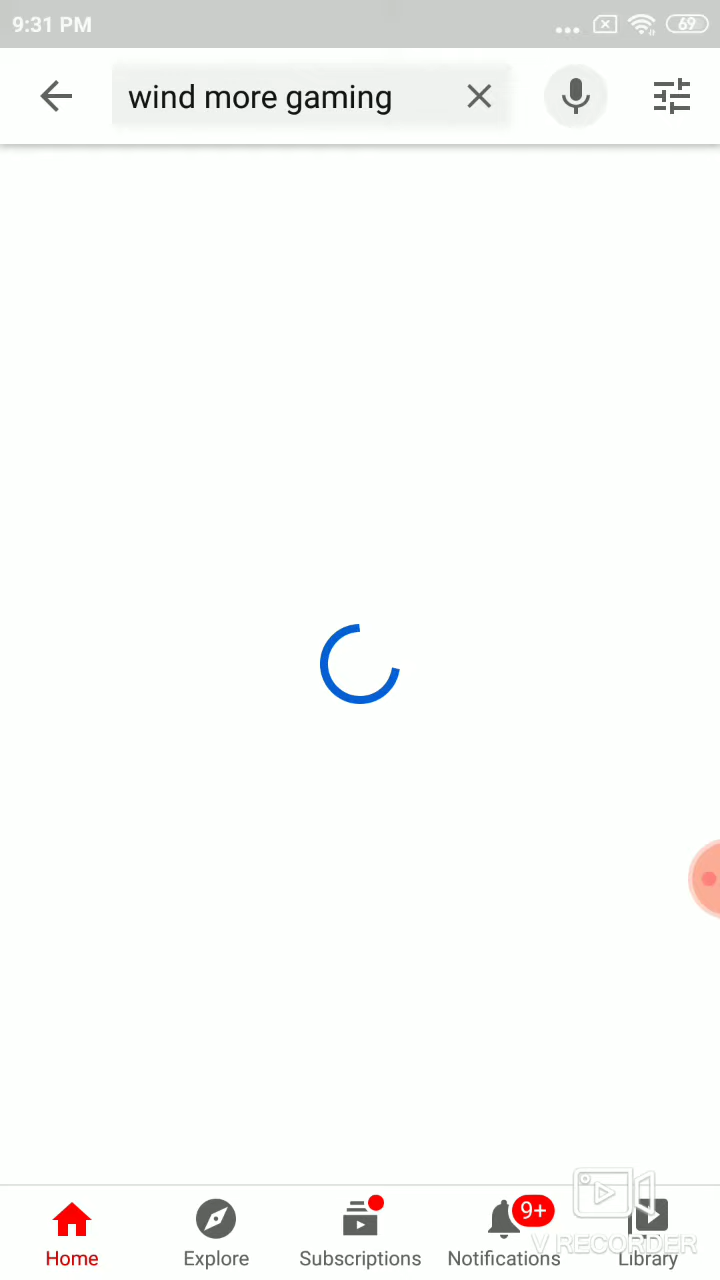 9:31 PM
69
wind more gaming
9+
Home
Explore
Subscriptions
Notifications
Library
V RECORDER